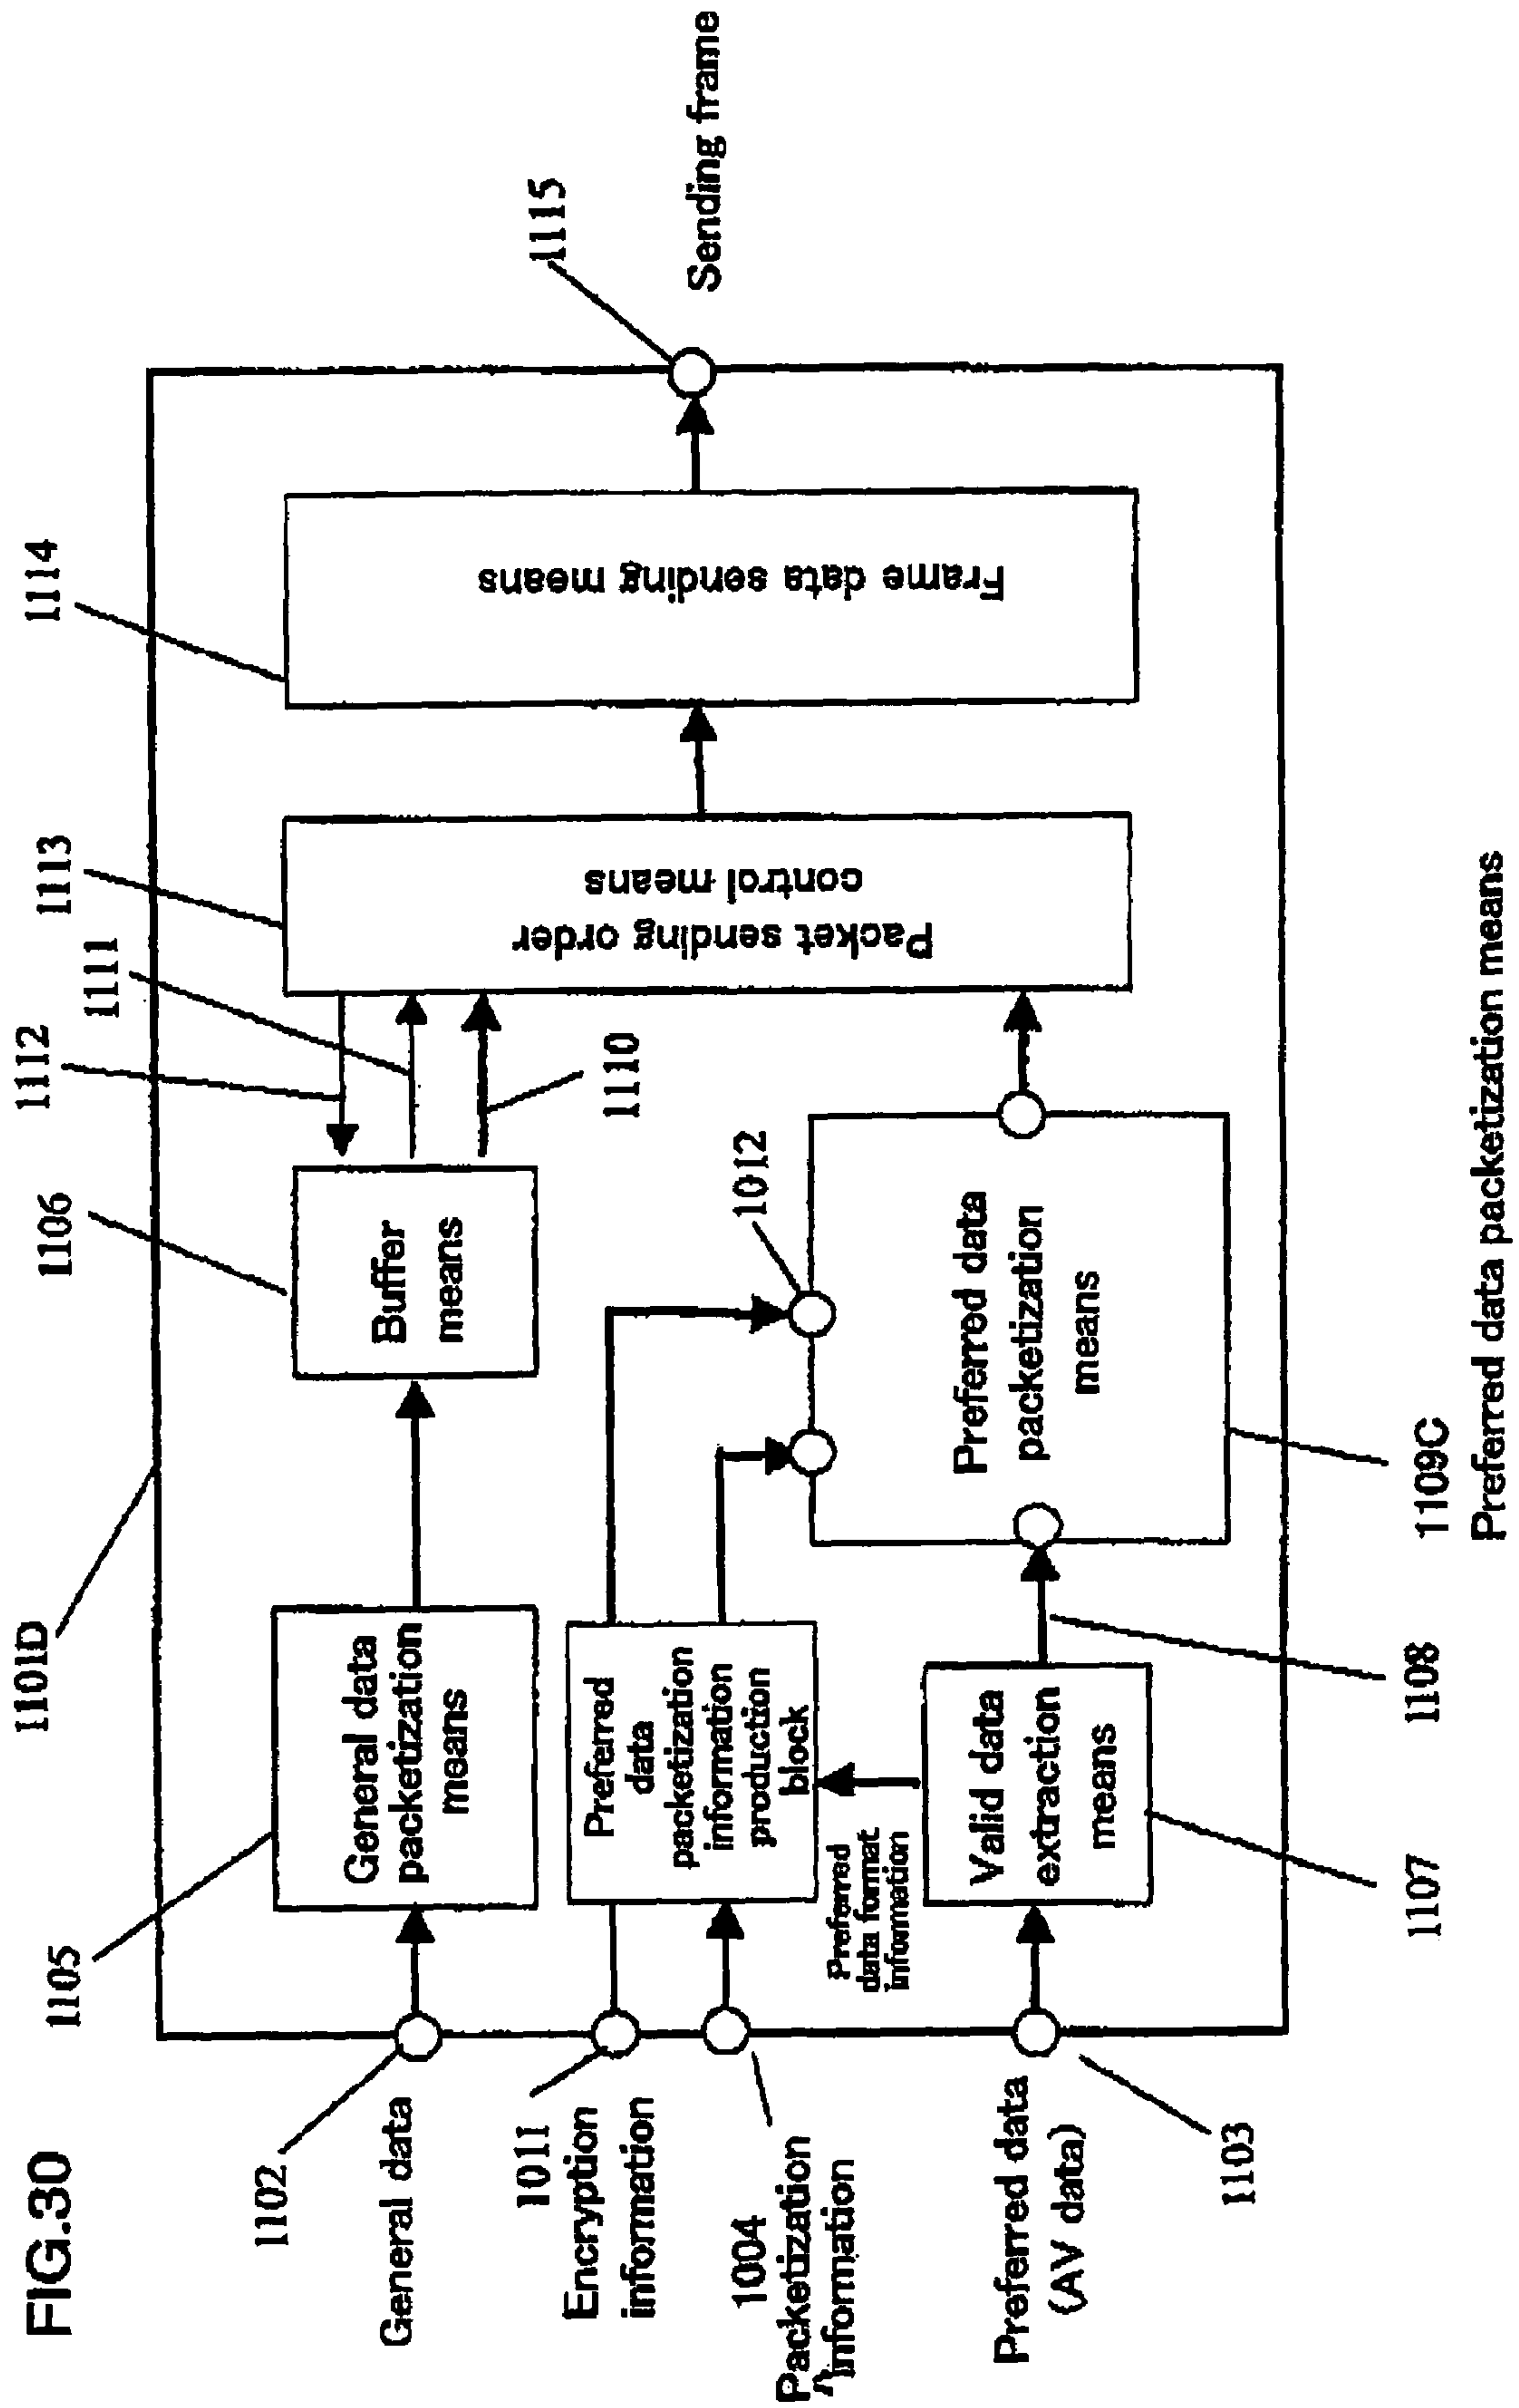 FIG.30
1101D
1102
General data
1105
General data
packetization
means
1106
Buffer
means
1112
1111
1110
1113
Packet sending order
control means
1114
Frame data sending means
1115
Sending frame
1011
Encryption
information
1004
Packetization
information
Preferred
data
packetization
information
production
block
1012
Preferred
data format
information
Preferred data
(AV data)
1103
Valid data
extraction
means
1107
1108
Preferred data
packetization
means
1109C
Preferred data packetization means